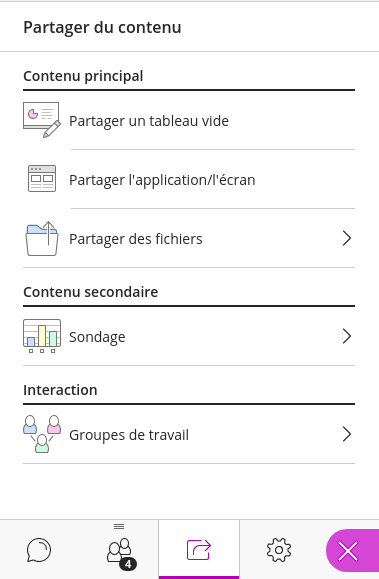 Partager du contenu
Contenu principal
Partager un tableau vide
Partager l'application/l'écran
Partager des fichiers
Contenu secondaire
Sondage
Interaction
Groupes de travail
4